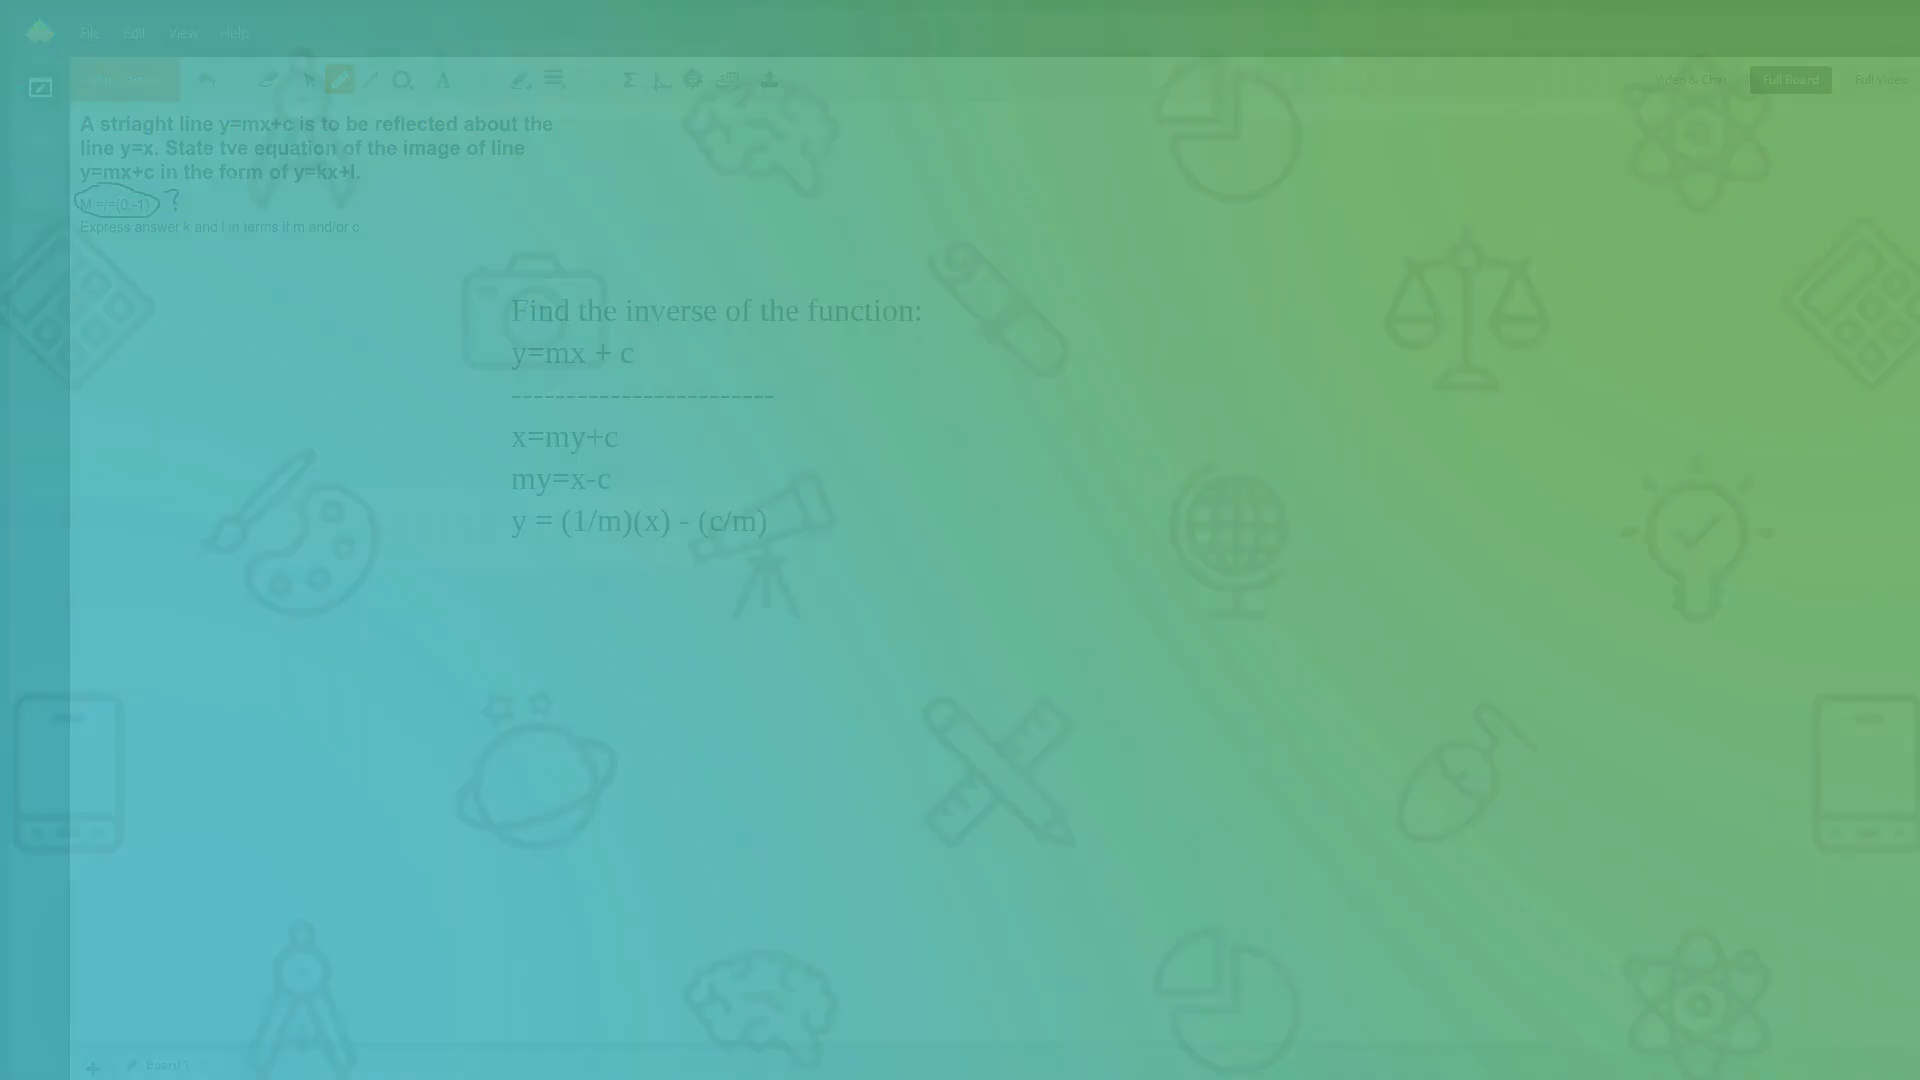 File Edit View Help
Video & Chat Full Board Full Video
A striaght line y=mx+c is to be reflected about the
line y=x. State tve equation of the image of line
y=mx+c in the form of y=kx+l.
M =/=(0,-1) ?
Express answer k and l in terms if m and/or c
Find the inverse of the function:
y=mx + c
------------------------
x=my+c
my=x-c
y = (1/m)(x) - (c/m)
Board 1